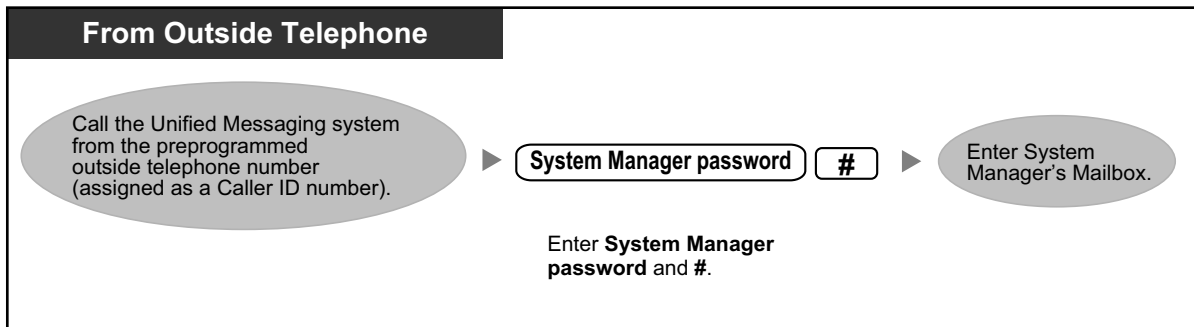 From Outside Telephone
Call the Unified Messaging system
from the preprogrammed
outside telephone number
(assigned as a Caller ID number).
System Manager password #
Enter System
Manager's Mailbox.
Enter System Manager
password and #.